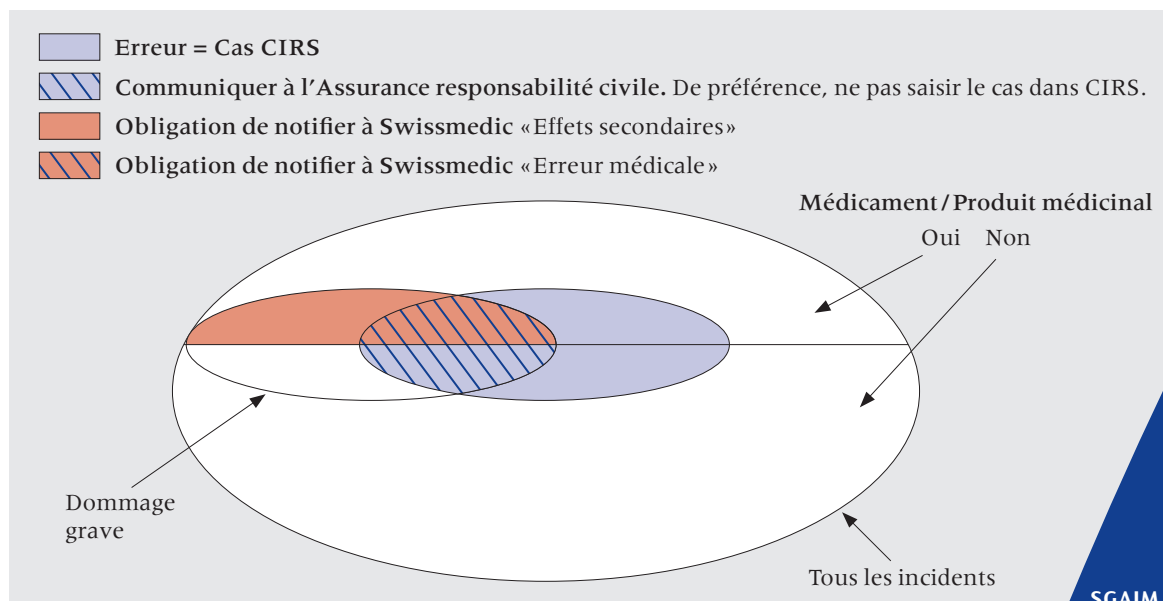 Erreur = Cas CIRS
Communiquer à l'Assurance responsabilité civile. De préférence, ne pas saisir le cas dans CIRS.
Obligation de notifier à Swissmedic «Effets secondaires»
Obligation de notifier à Swissmedic «Erreur médicale»
Médicament / Produit médicinal
Oui Non
Dommage
grave
Tous les incidents
SGAIM